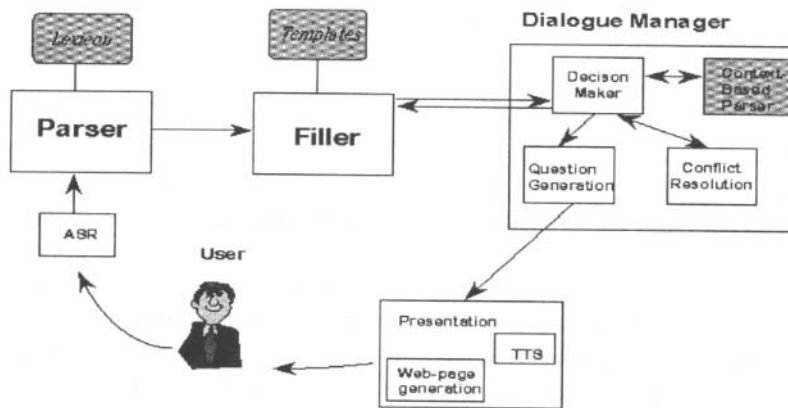 Lexicon
Templates
Dialogue Manager
Parser
Filler
Decison
Maker
Context-
Based
Parser
Question
Generation
Conflict
Resolution
ASR
User
Presentation
TTS
Web-page
generation